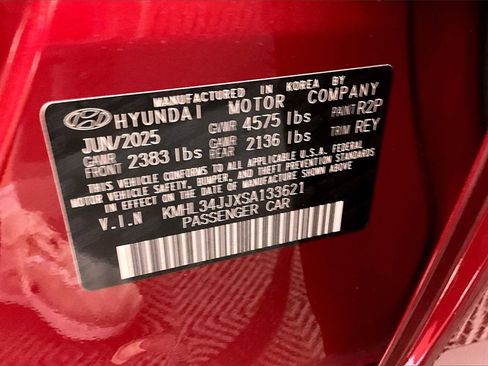 MANUFACTURED IN KOREA BY
HYUNDAI MOTOR COMPANY
JUN/2025 GVWR 4575 lbs PAINT R2P
GAWR FRONT 2383 lbs GAWR REAR 2136 lbs TRIM REY
THIS VEHICLE CONFORMS TO ALL APPLICABLE U.S.A. FEDERAL
MOTOR VEHICLE SAFETY, BUMPER, AND THEFT PREVENTION STANDARDS
IN EFFECT ON THE DATE OF MANUFACTURE SHOWN ABOVE.
V.I.N KMHL34JJXSA133621
PASSENGER CAR